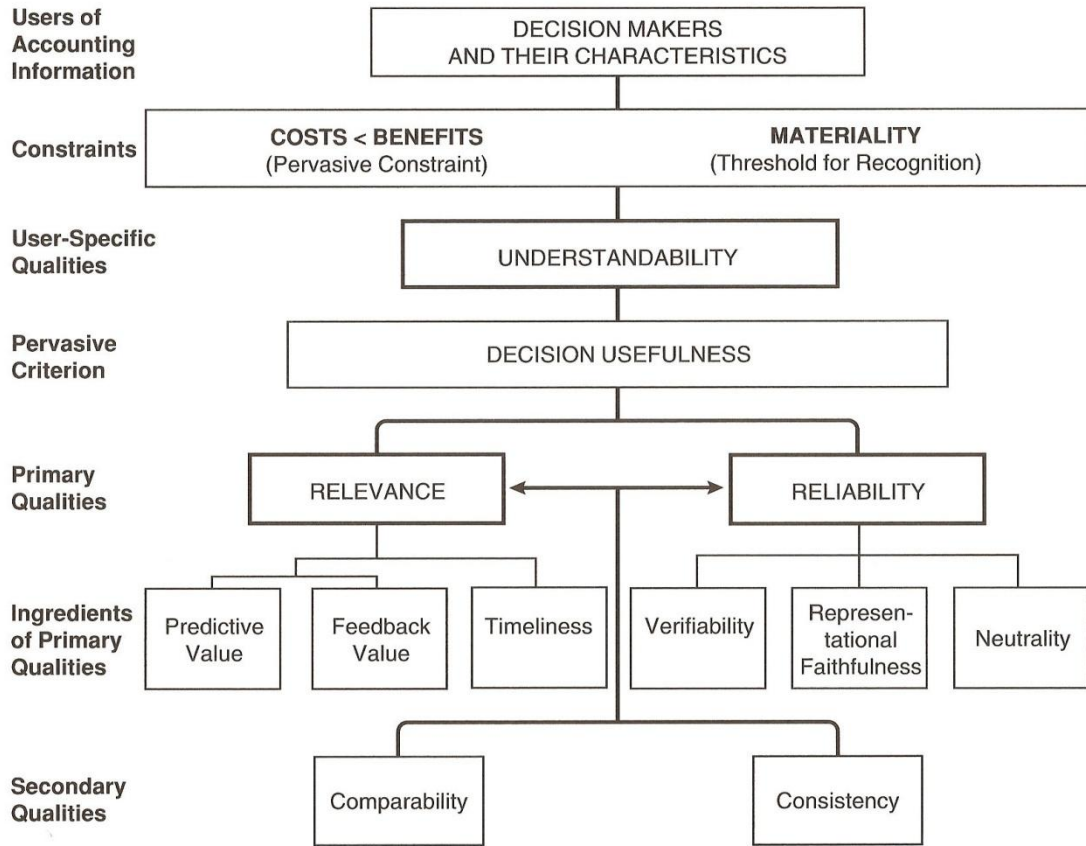 Users of
Accounting
Information
DECISION MAKERS
AND THEIR CHARACTERISTICS
Constraints
COSTS < BENEFITS
(Pervasive Constraint)
MATERIALITY
(Threshold for Recognition)
User-Specific
Qualities
UNDERSTANDABILITY
Pervasive
Criterion
DECISION USEFULNESS
Primary
Qualities
RELEVANCE
RELIABILITY
Ingredients
of Primary
Qualities
Predictive
Value
Feedback
Value
Timeliness
Verifiability
Represen-
tational
Faithfulness
Neutrality
Secondary
Qualities
Comparability
Consistency